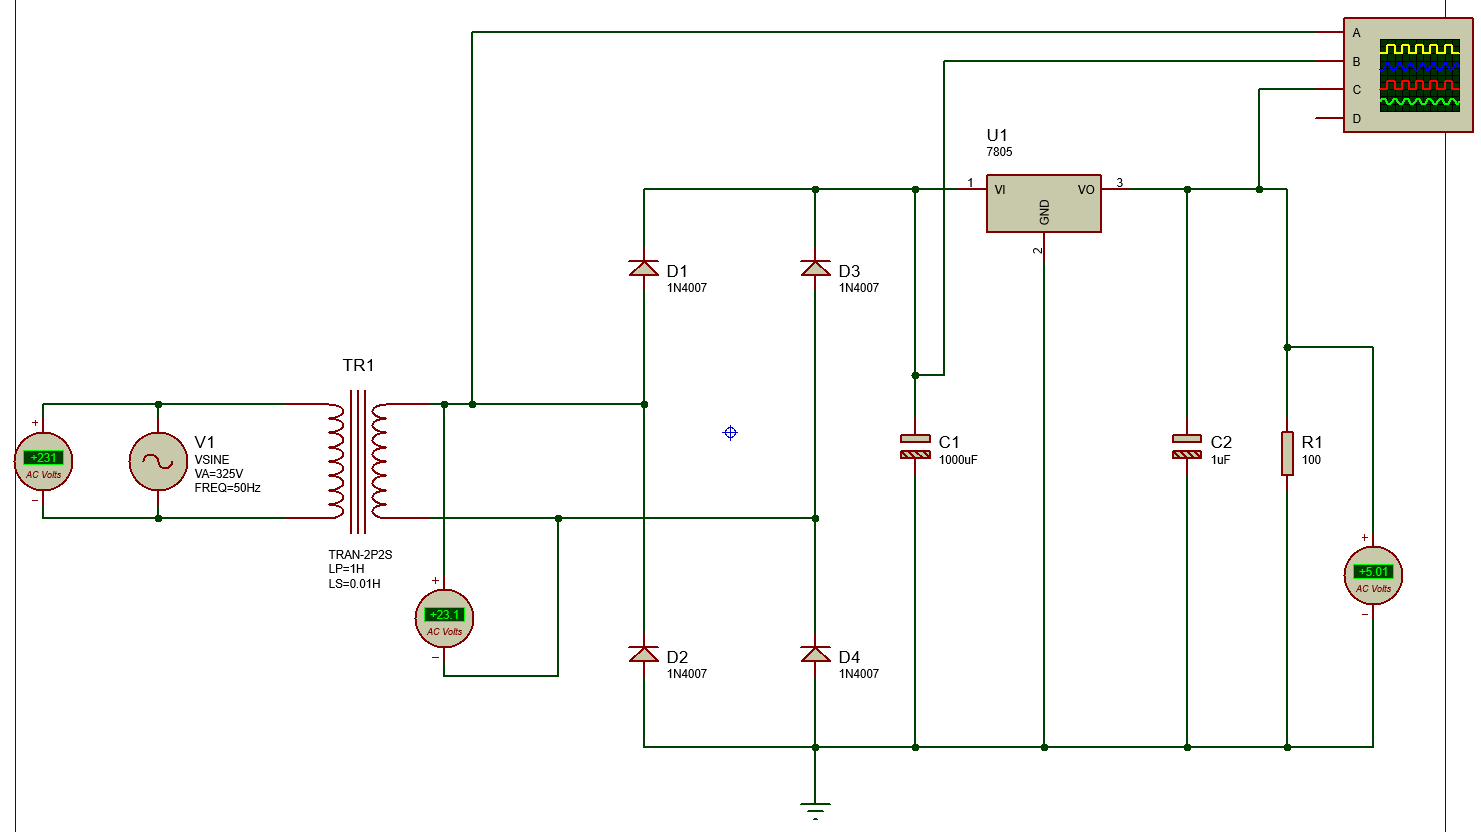 A
B
C
D
U1
7805
1
VI
VO
3
GND
2
D1
1N4007
D3
1N4007
TR1
+
+231
AC Volts
−
V1
VSINE
VA=325V
FREQ=50Hz
TRAN-2P2S
LP=1H
LS=0.01H
C1
1000uF
C2
1uF
R1
100
+
+23.1
AC Volts
−
+
+5.01
AC Volts
−
D2
1N4007
D4
1N4007